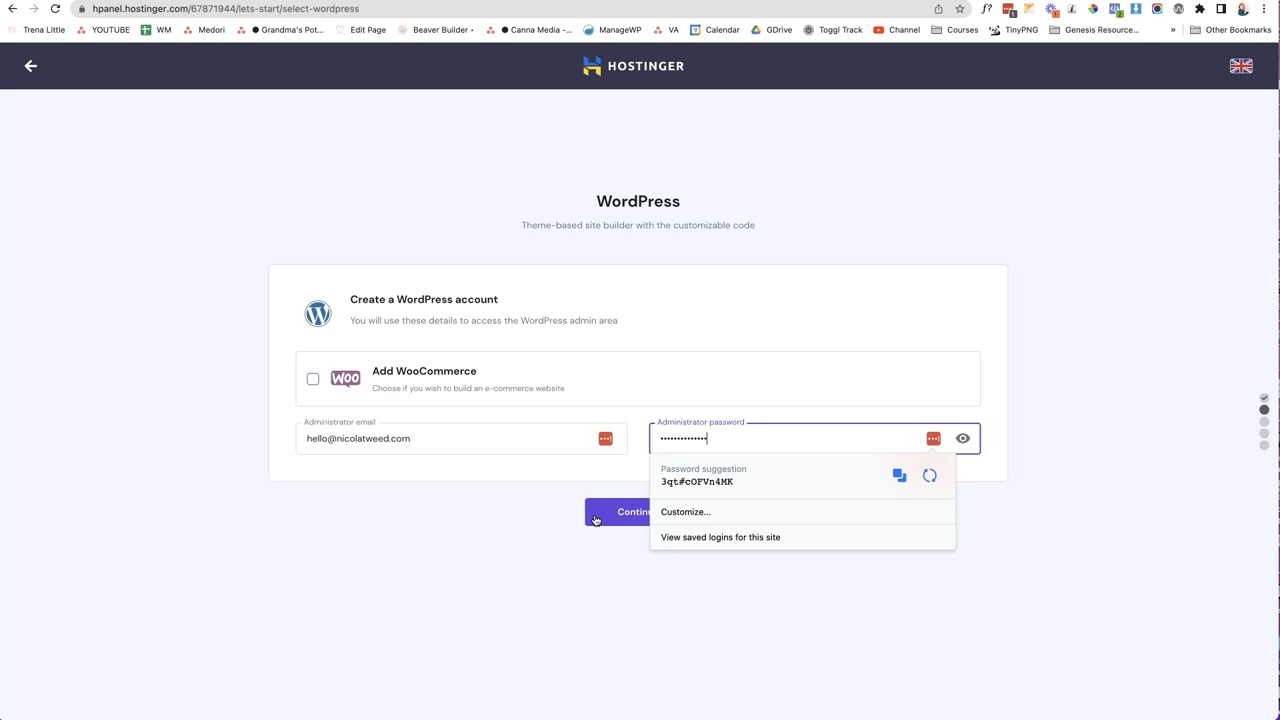 hpanel.hostinger.com/67871944/lets-start/select-wordpress
Trena Little YOUTUBE WM Medori Grandma's Pot... Edit Page Beaver Builder Canna Media -... ManageWP VA Calendar GDrive Toggl Track Channel Courses TinyPNG Genesis Resource... » Other Bookmarks
HOSTINGER
WordPress
Theme-based site builder with the customizable code
Create a WordPress account
You will use these details to access the WordPress admin area
WOO
Add WooCommerce
Choose if you wish to build an e-commerce website
Administrator email
hello@nicolatweed.com
Administrator password
••••••••••••••
Password suggestion
3qt#cOFVn4MK
Continu
Customize...
View saved logins for this site